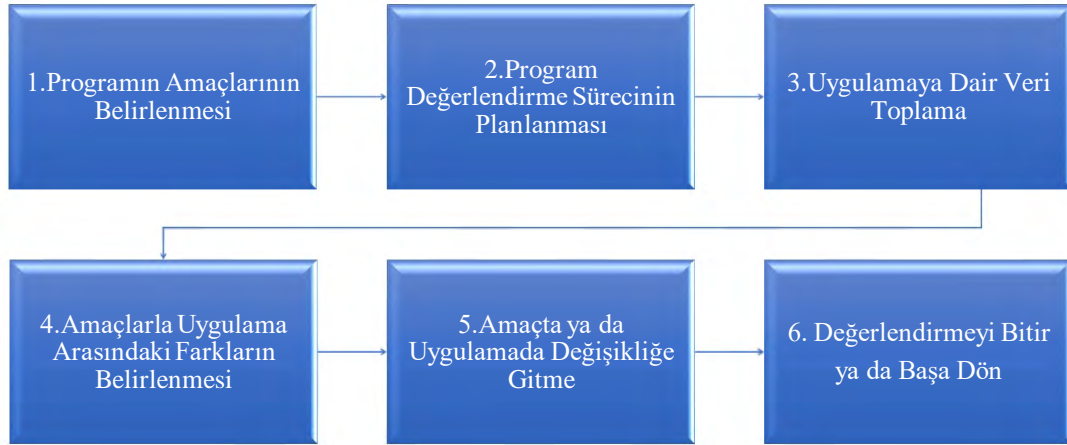 1.Programın Amaçlarının
Belirlenmesi
2.Program
Değerlendirme Sürecinin
Planlanması
3.Uygulamaya Dair Veri
Toplama
4.Amaçlarla Uygulama
Arasındaki Farkların
Belirlenmesi
5.Amaçta ya da
Uygulamada Değişikliğe
Gitme
6. Değerlendirmeyi Bitir
ya da Başa Dön